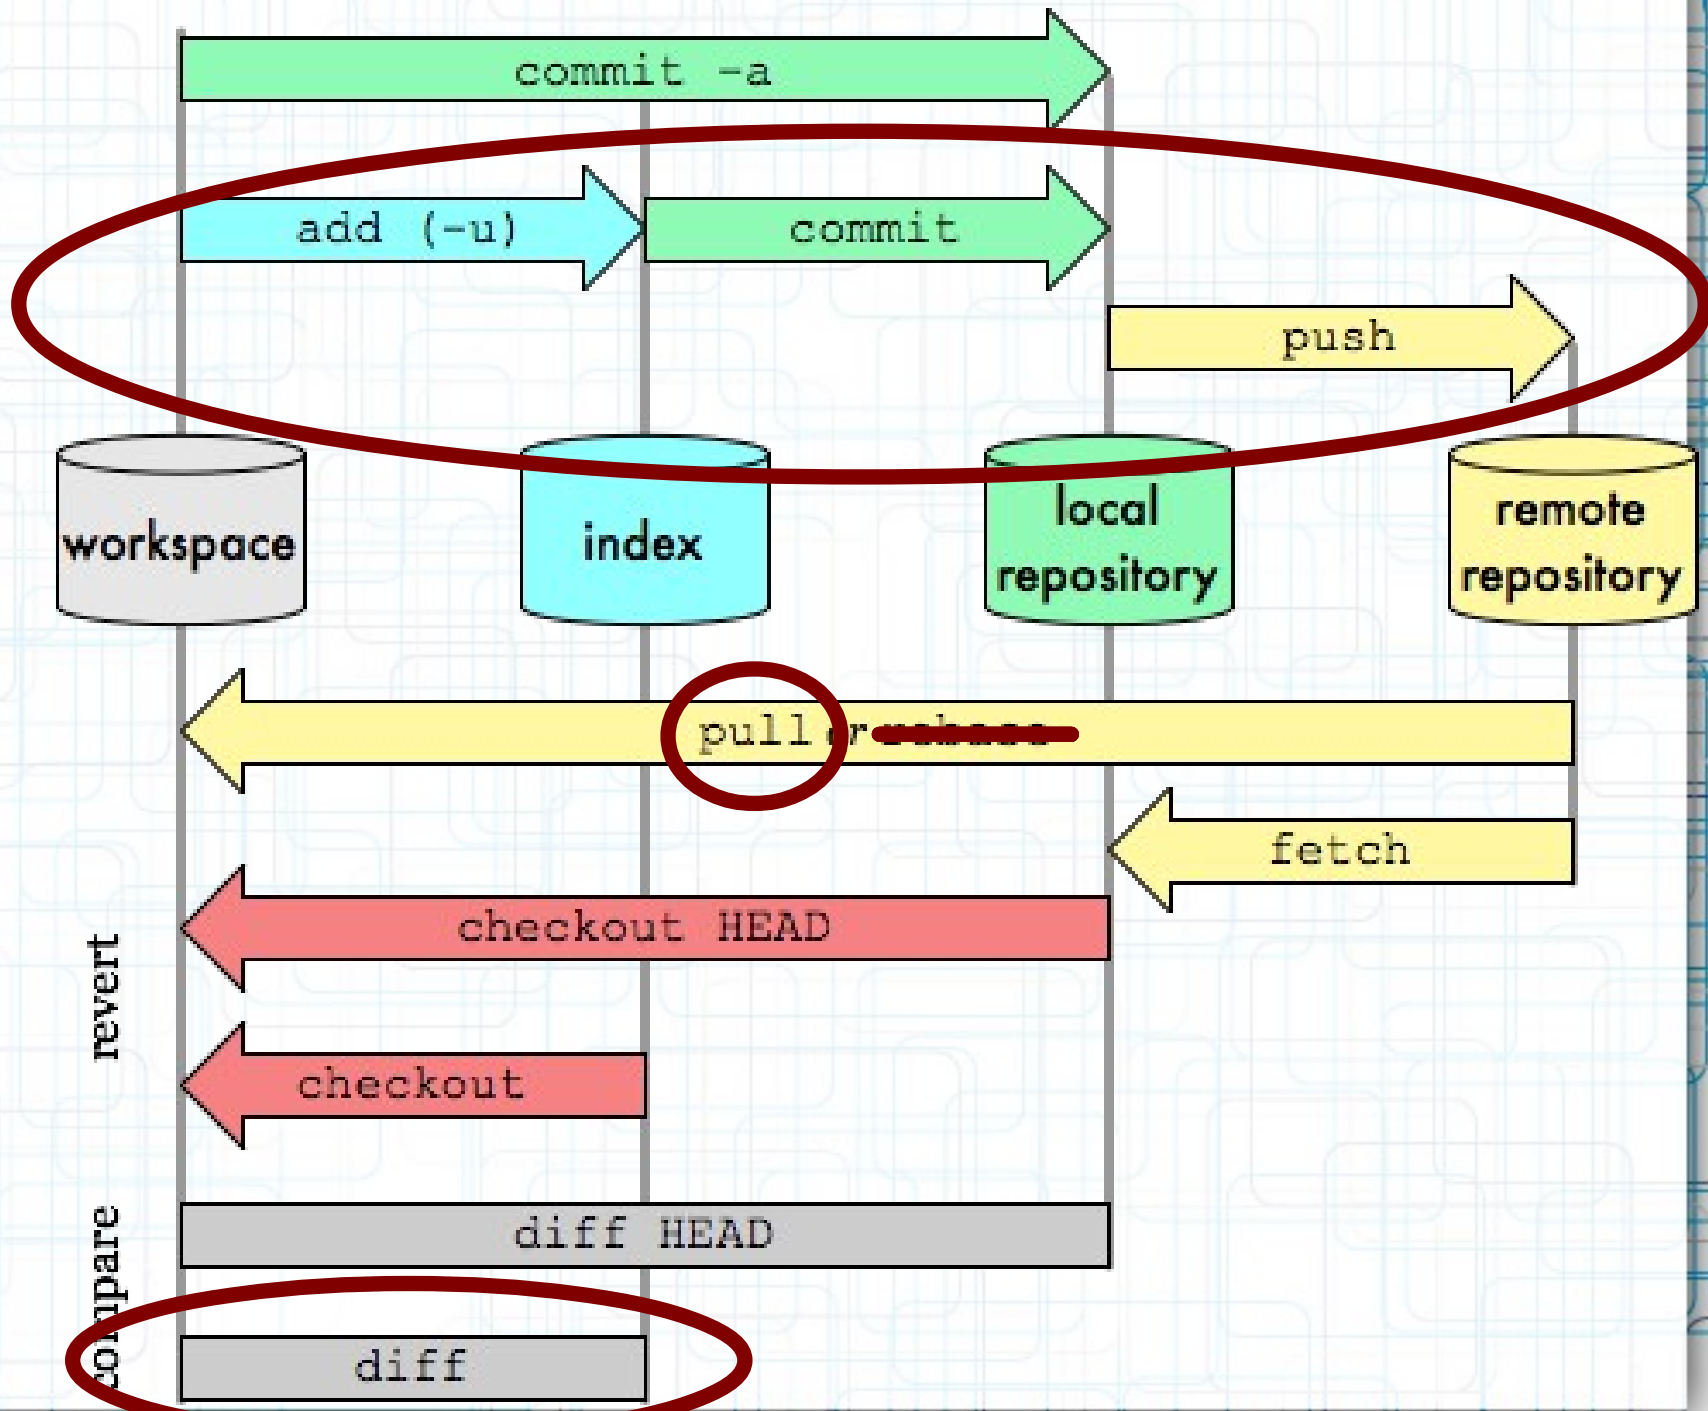 commit -a
add (-u)
commit
push
workspace
index
local
repository
remote
repository
pull or
fetch
checkout HEAD
revert
checkout
diff HEAD
compare
diff